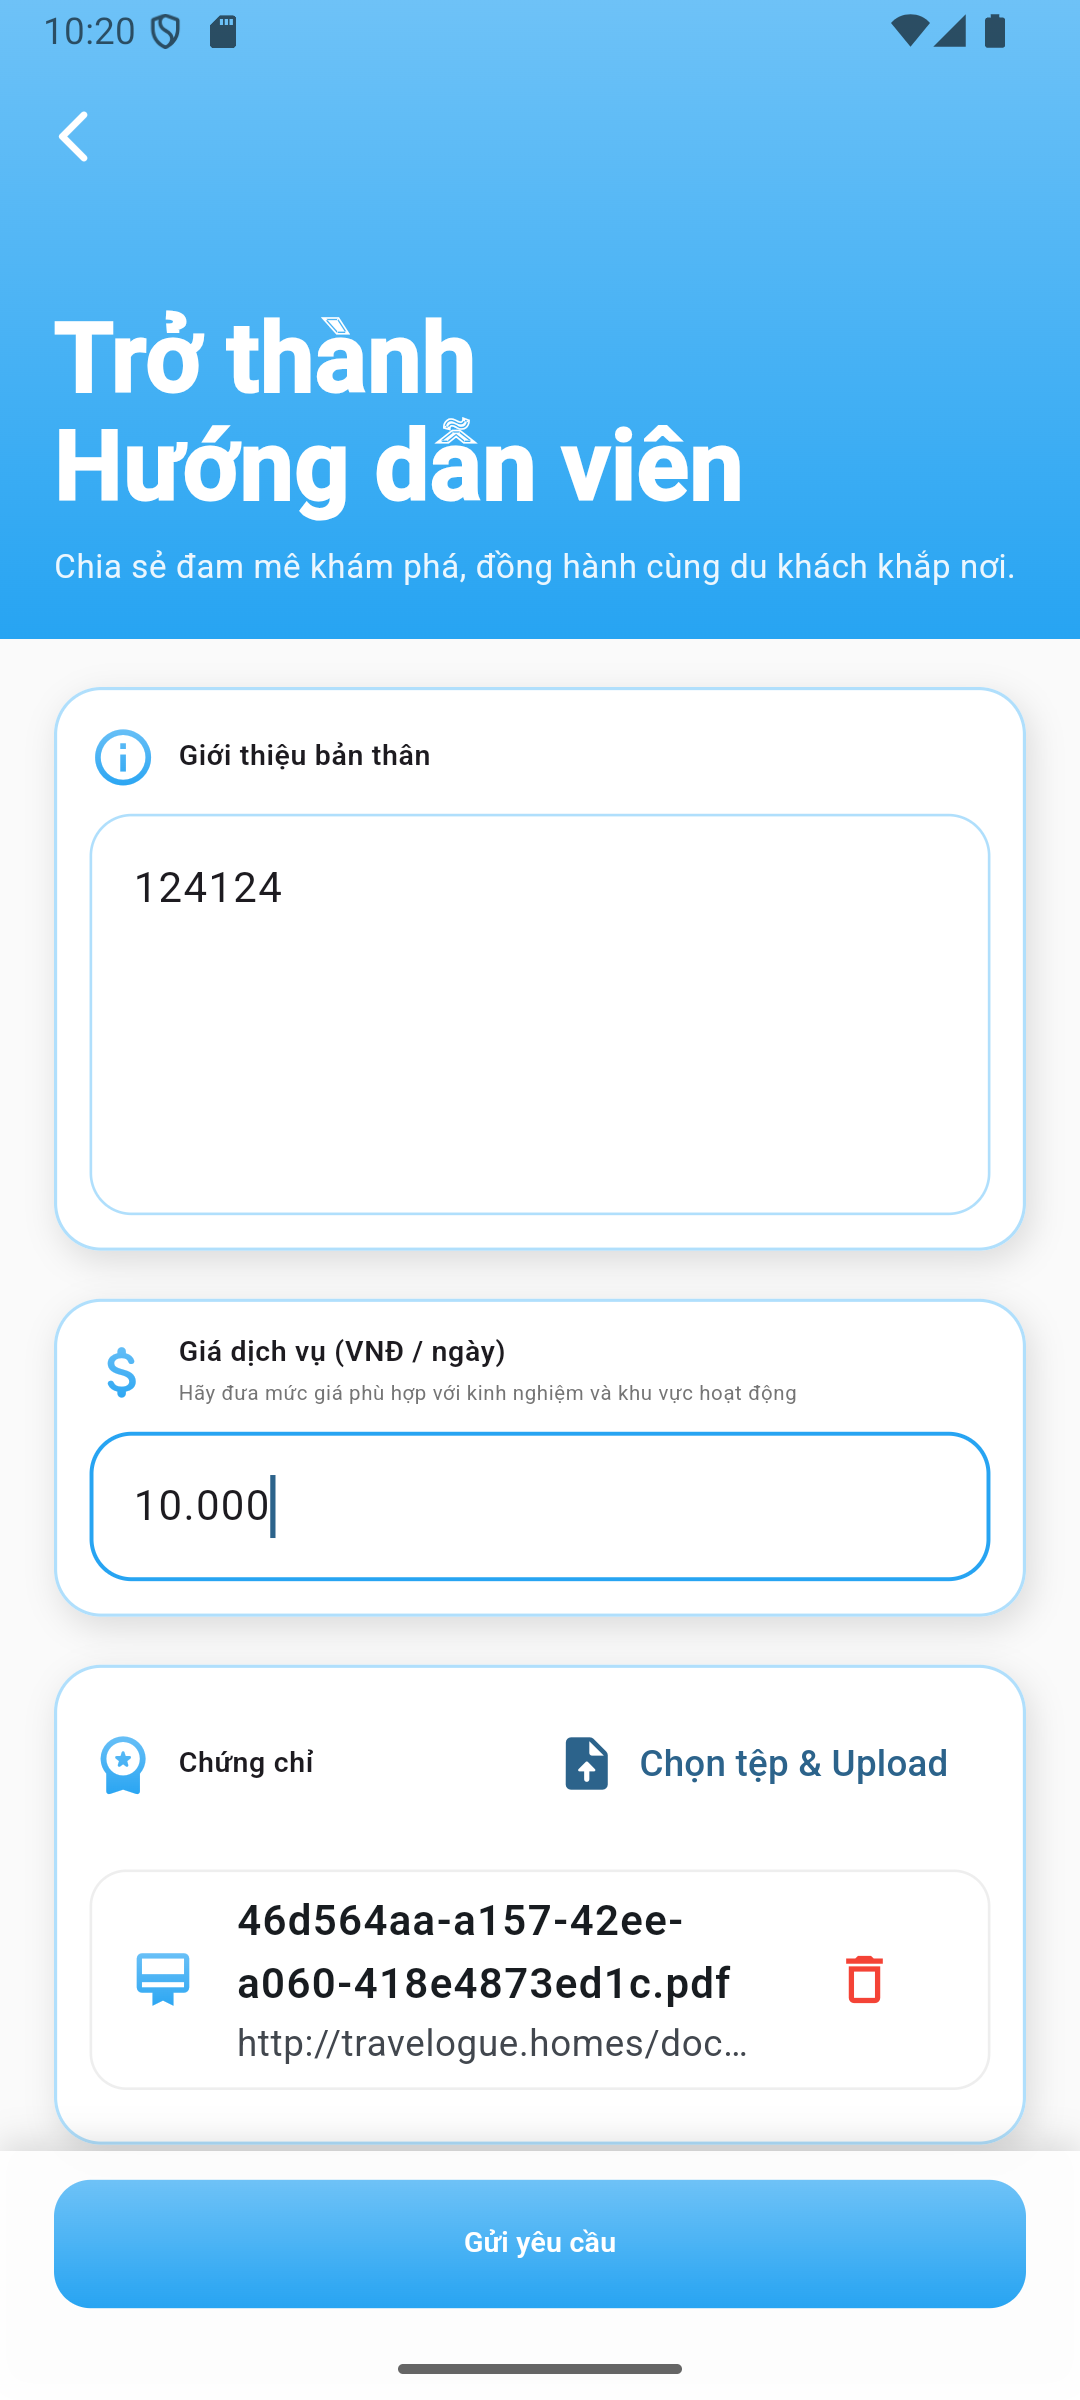 10:20
Trở thành
Hướng dẫn viên
Chia sẻ đam mê khám phá, đồng hành cùng du khách khắp nơi.
Giới thiệu bản thân
124124
Giá dịch vụ (VNĐ / ngày)
Hãy đưa mức giá phù hợp với kinh nghiệm và khu vực hoạt động
10.000
Chứng chỉ
Chọn tệp & Upload
46d564aa-a157-42ee-
a060-418e4873ed1c.pdf
http://travelogue.homes/doc…
Gửi yêu cầu